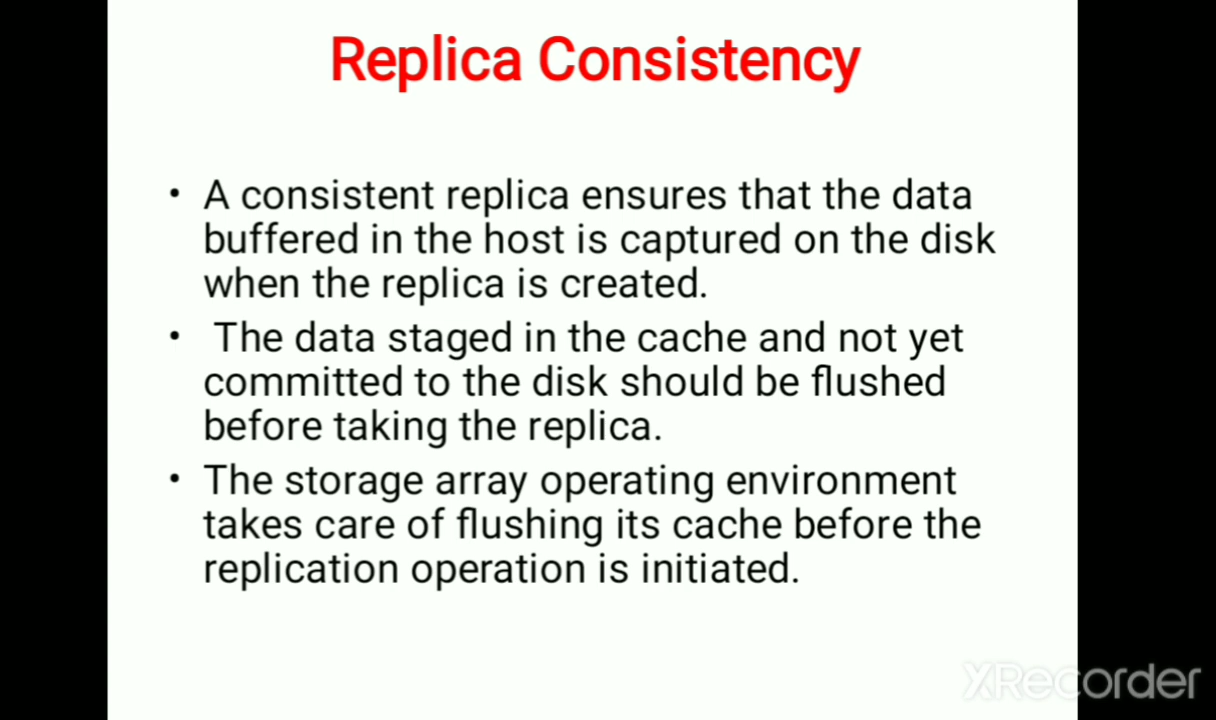 Replica Consistency
• A consistent replica ensures that the data
buffered in the host is captured on the disk
when the replica is created.
• The data staged in the cache and not yet
committed to the disk should be flushed
before taking the replica.
• The storage array operating environment
takes care of flushing its cache before the
replication operation is initiated.
XRecorder